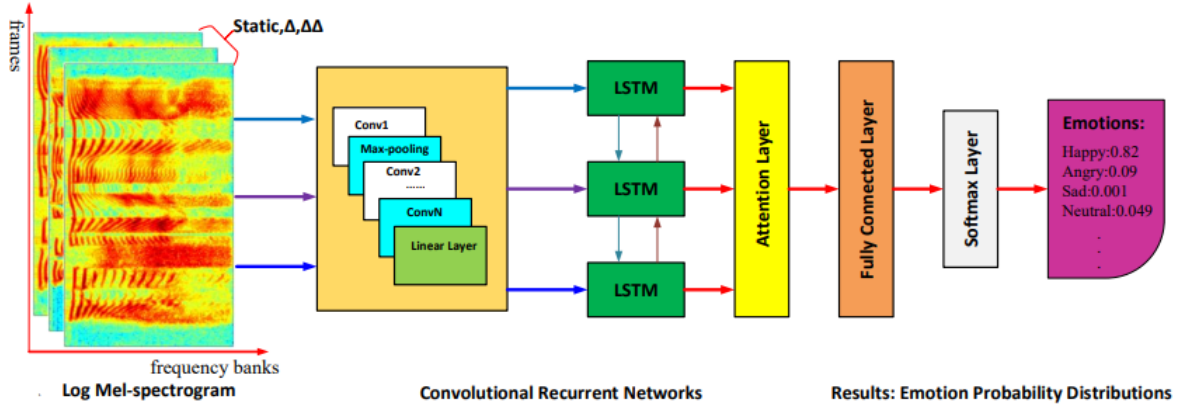 frames
Static,Δ,ΔΔ
frequency banks
Log Mel-spectrogram
Conv1
Max-pooling
Conv2
......
ConvN
Linear Layer
LSTM
LSTM
LSTM
Convolutional Recurrent Networks
Attention Layer
Fully Connected Layer
Softmax Layer
Emotions:
Happy:0.82
Angry:0.09
Sad:0.001
Neutral:0.049
.
.
.
Results: Emotion Probability Distributions